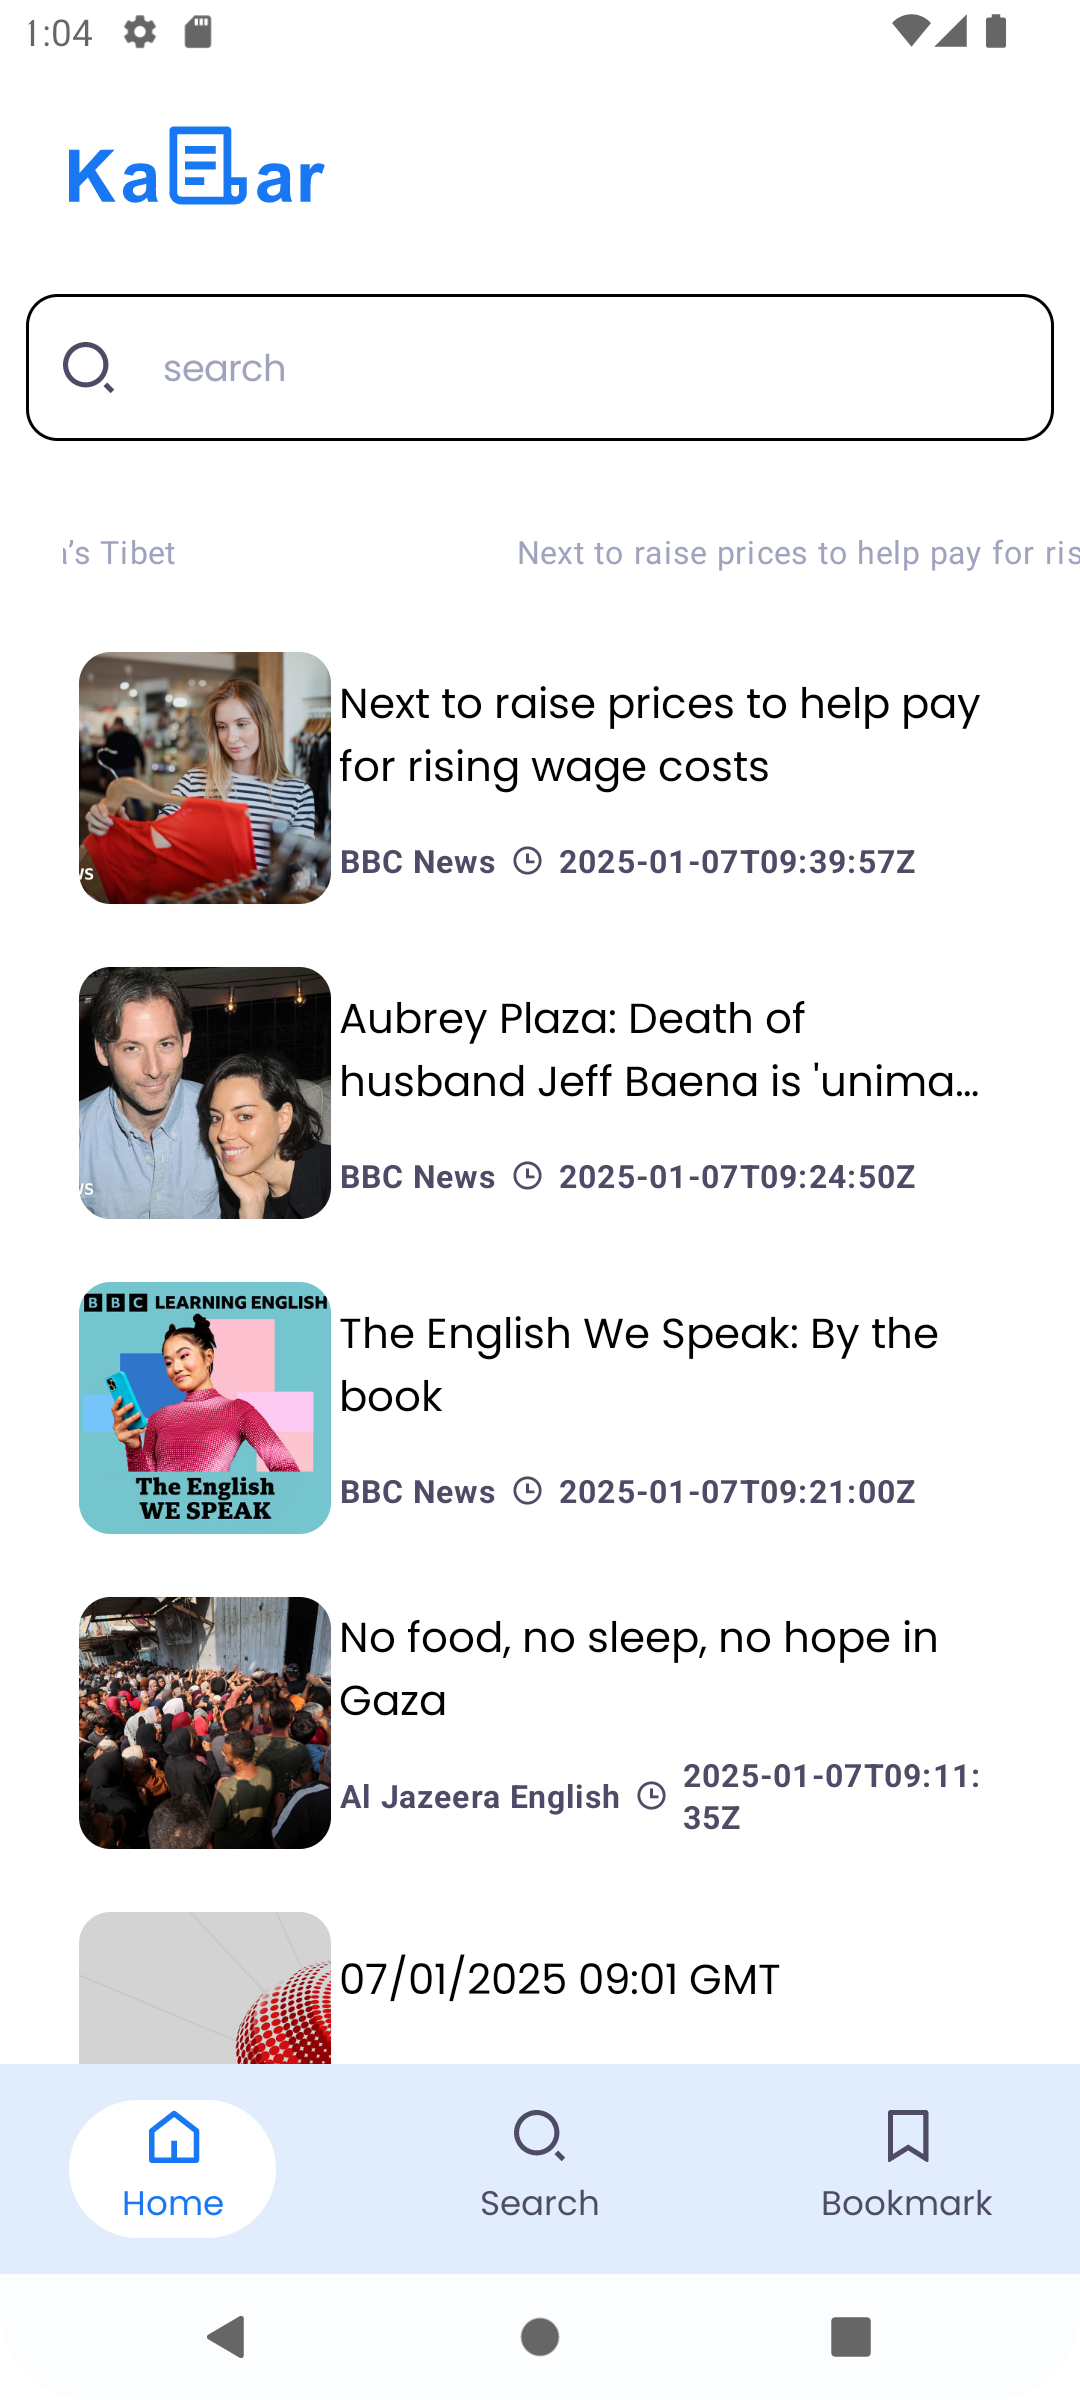 1:04
Ka ar
search
's Tibet
Next to raise prices to help pay for ris
Next to raise prices to help pay
for rising wage costs
BBC News 2025-01-07T09:39:57Z
Aubrey Plaza: Death of
husband Jeff Baena is 'unima...
BBC News 2025-01-07T09:24:50Z
BBC LEARNING ENGLISH
The English
WE SPEAK
The English We Speak: By the
book
BBC News 2025-01-07T09:21:00Z
No food, no sleep, no hope in
Gaza
Al Jazeera English 2025-01-07T09:11:
35Z
07/01/2025 09:01 GMT
Home
Search
Bookmark